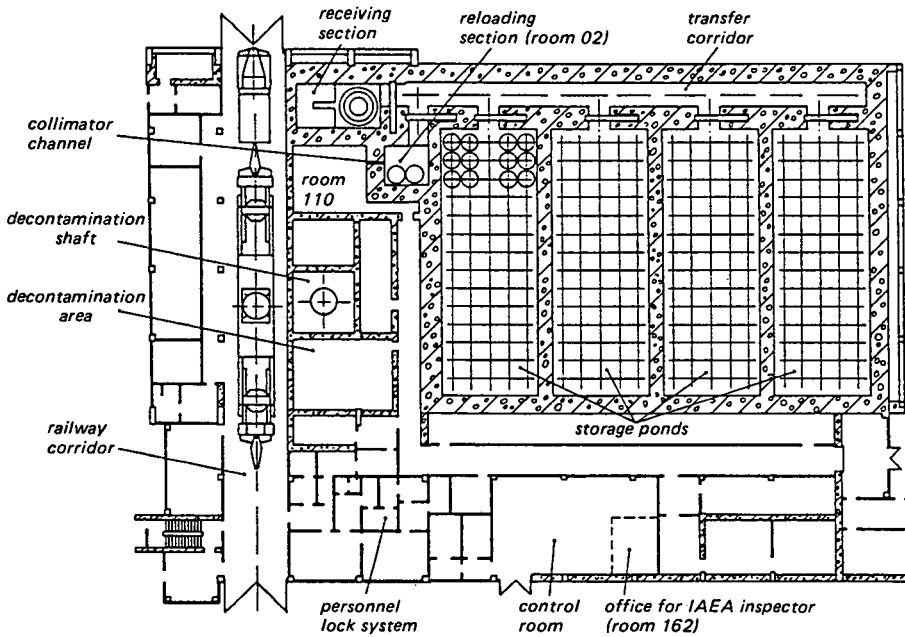 receiving
section
reloading
section (room 02)
transfer
corridor
collimator
channel
room
110
decontamination
shaft
decontamination
area
railway
corridor
storage ponds
personnel
lock system
control
room
office for IAEA inspector
(room 162)